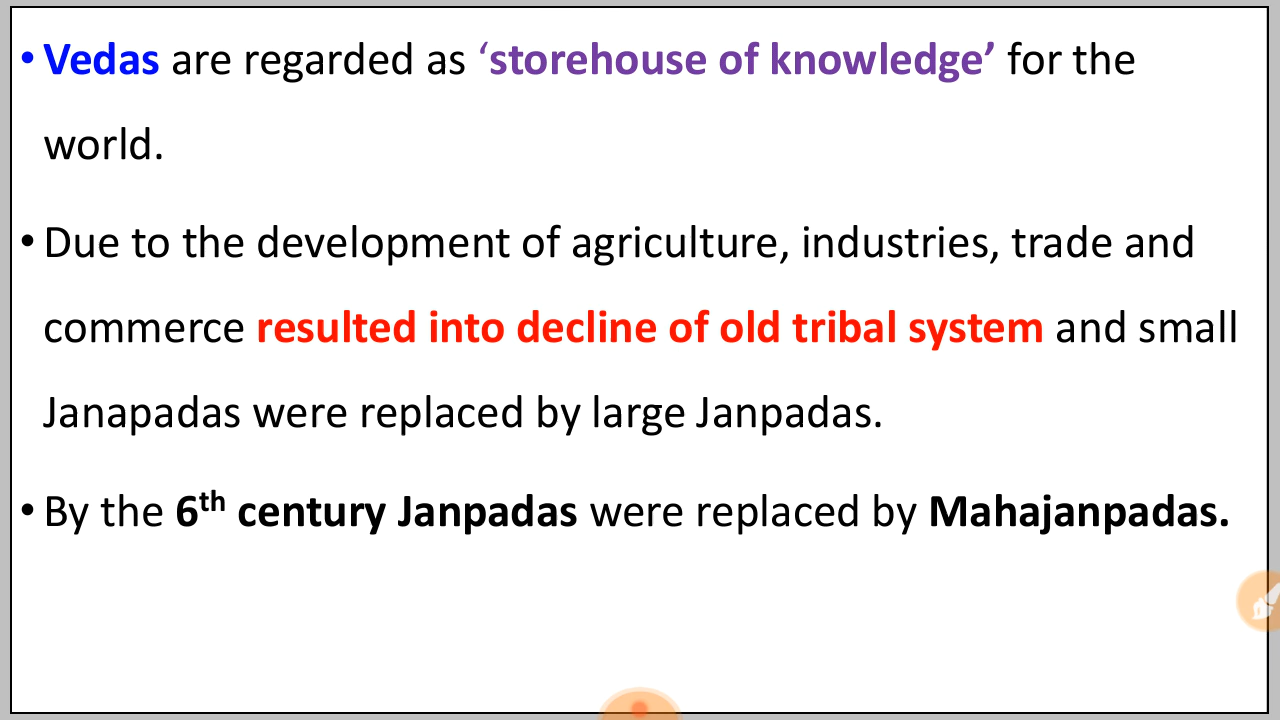 • Vedas are regarded as ‘storehouse of knowledge’ for the
world.
• Due to the development of agriculture, industries, trade and
commerce resulted into decline of old tribal system and small
Janapadas were replaced by large Janpadas.
• By the 6th century Janpadas were replaced by Mahajanpadas.